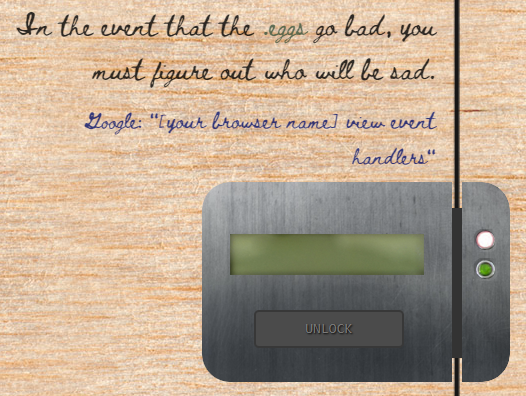 In the event that the .eggs go bad, you
must figure out who will be sad.
Google: "[your browser name] view event
handlers"
UNLOCK